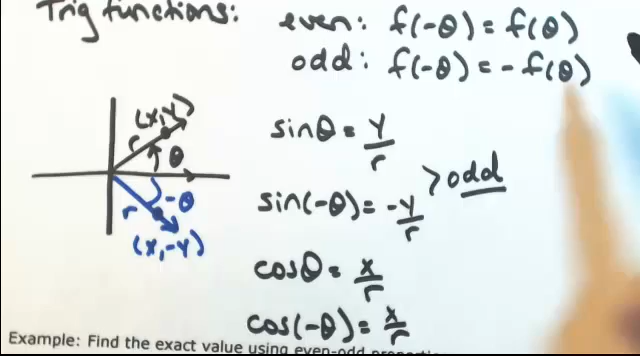 Trig functions:
even: f(-θ) = f(θ)
odd: f(-θ) = - f(θ)
(x,y)
r
θ
-θ
r
(x,-y)
sinθ = y/r
sin(-θ) = -y/r
> odd
cosθ = x/r
cos(-θ) = x/r
Example: Find the exact value using even-odd